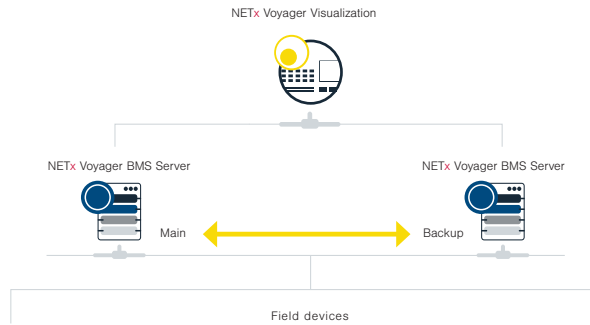 NETx Voyager Visualization
NETx Voyager BMS Server
NETx Voyager BMS Server
Main
Backup
Field devices